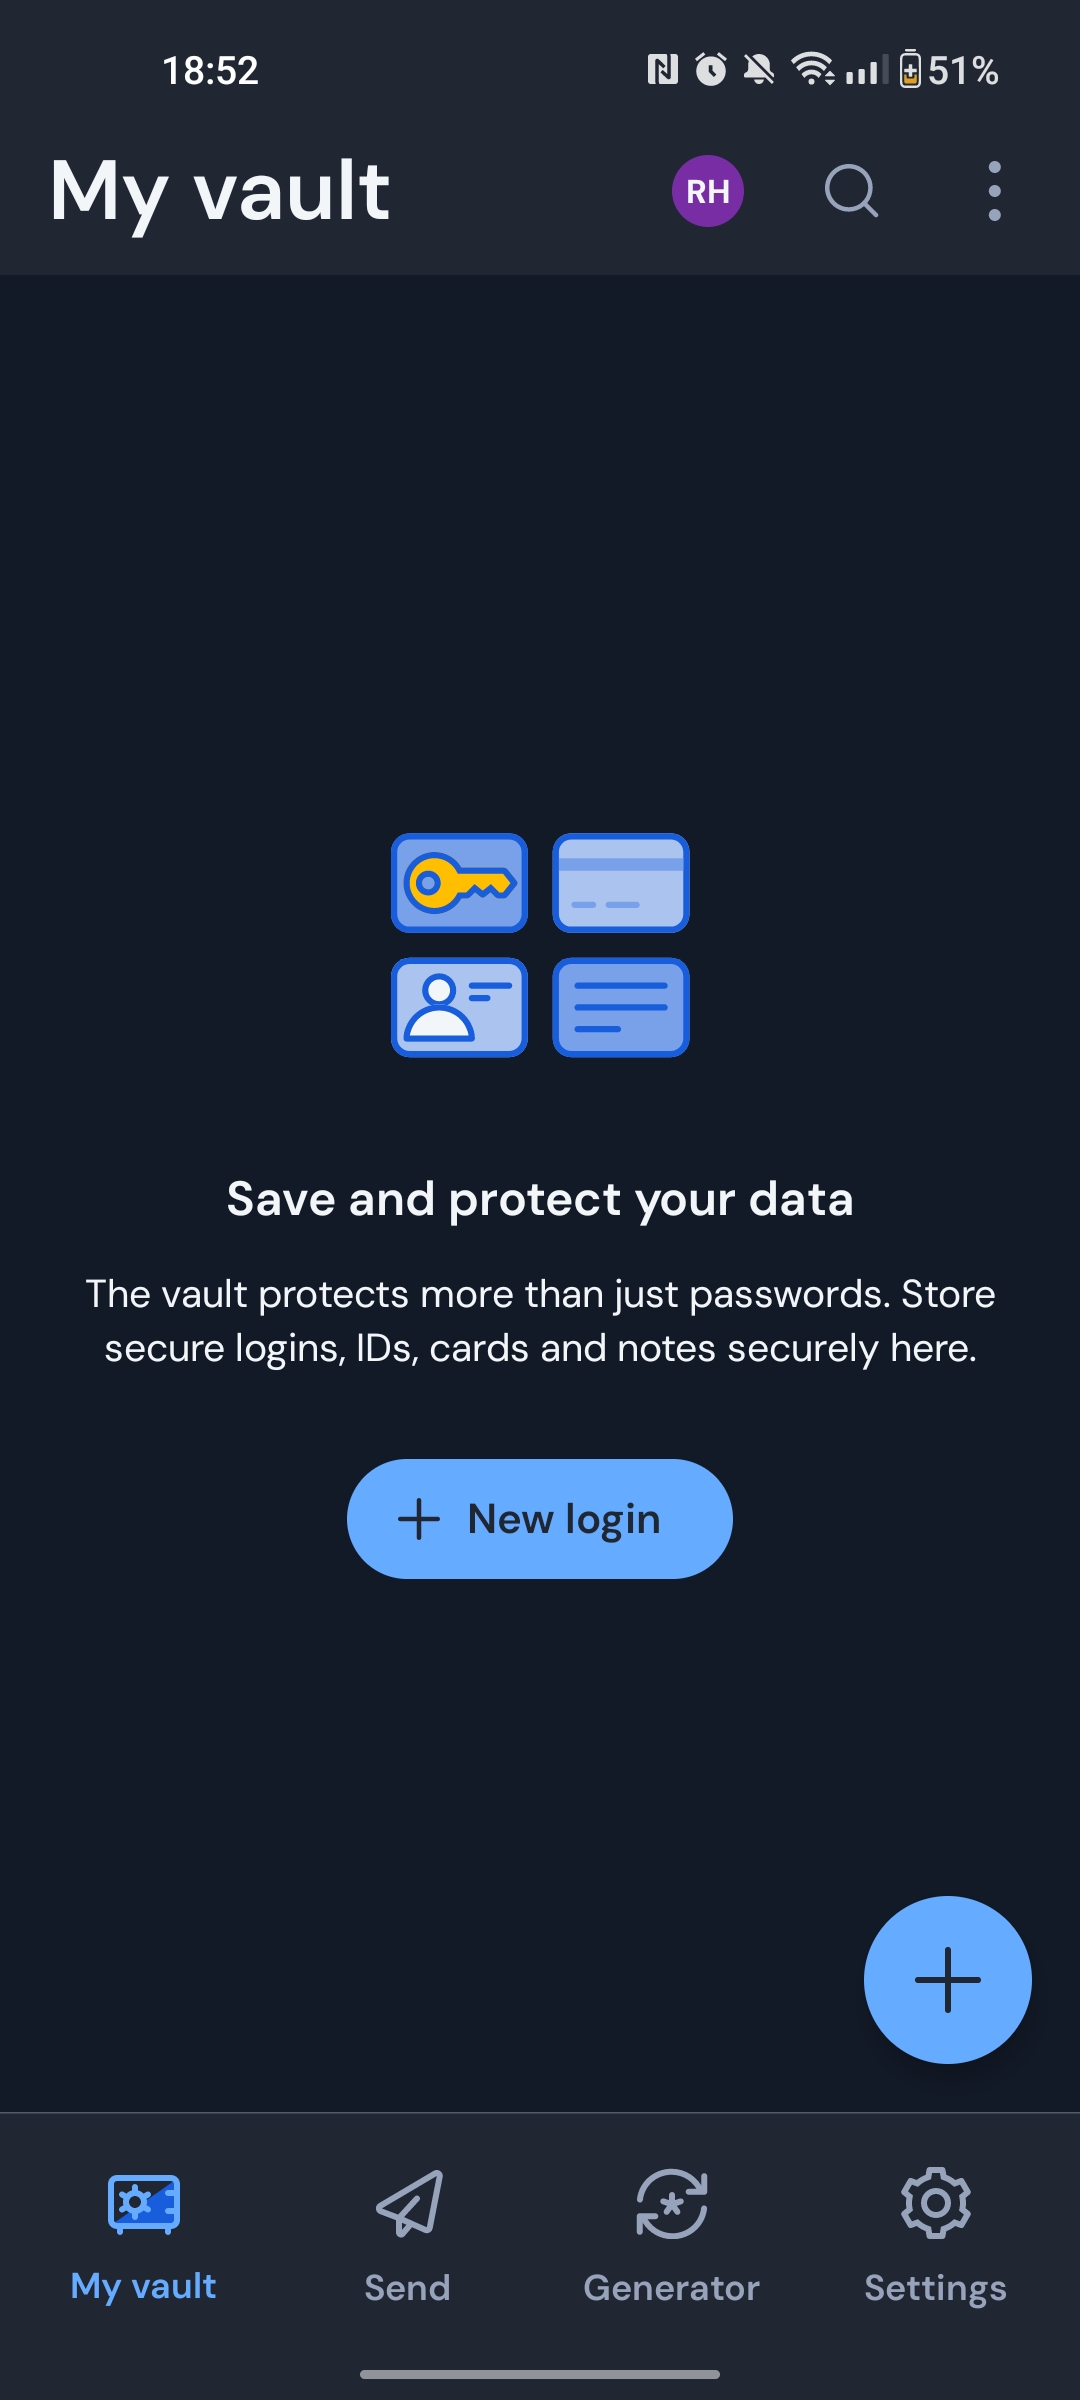 18:52
51%
My vault
RH
Save and protect your data
The vault protects more than just passwords. Store
secure logins, IDs, cards and notes securely here.
New login
My vault
Send
Generator
Settings